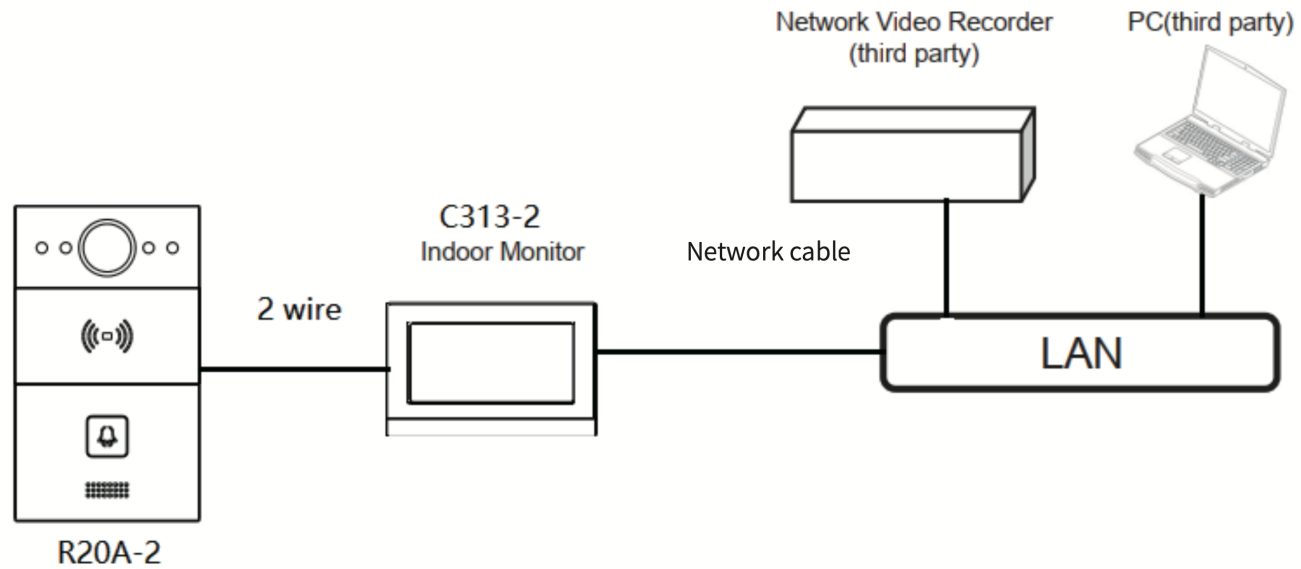 Network Video Recorder
(third party)
PC(third party)
C313-2
Indoor Monitor
Network cable
2 wire
LAN
R20A-2